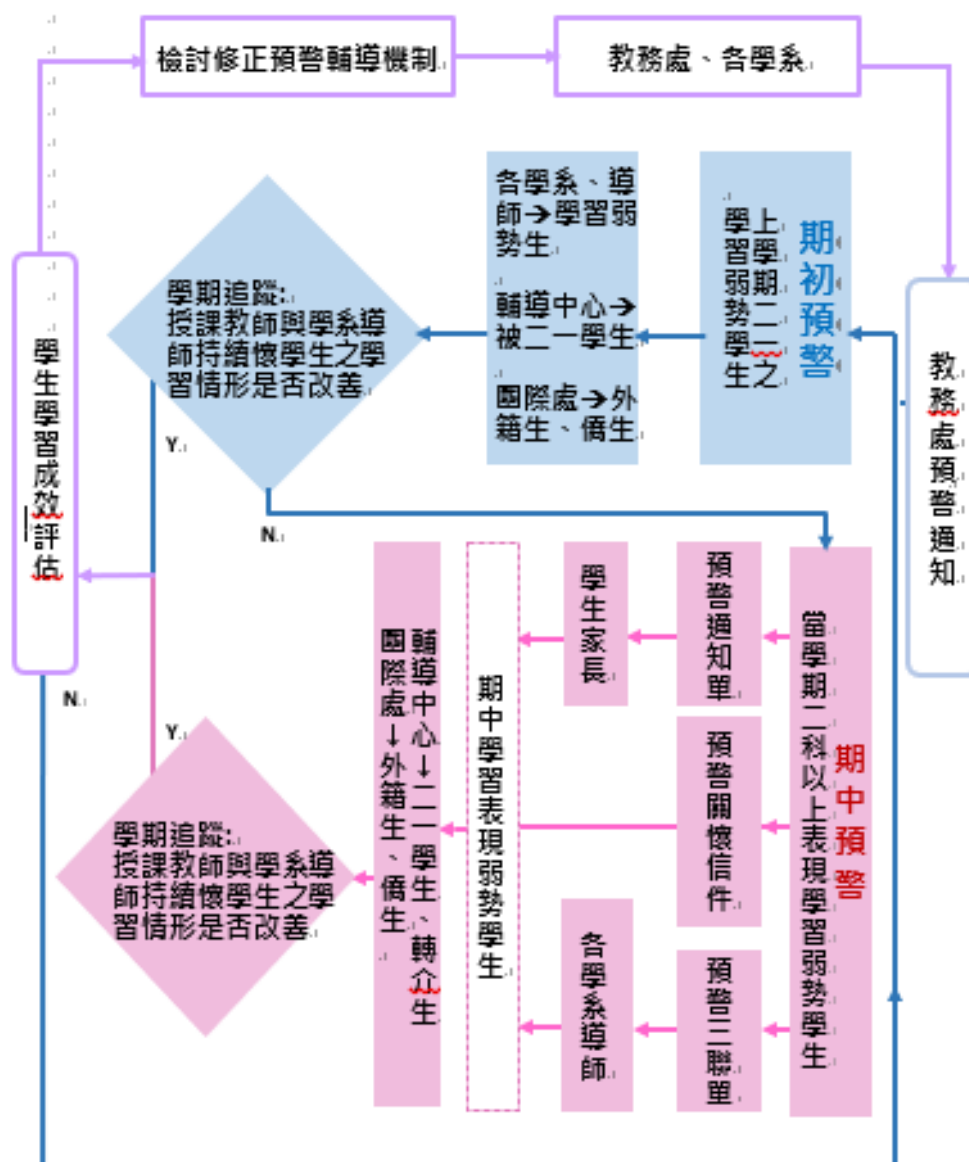 檢討修正預警輔導機制
教務處、各學系
教務處預警通知
期初預警
上學期二一之
學習弱勢學生
各學系、導
師→學習弱
勢生
輔導中心→
被二一學生
國際處→外
籍生、僑生
學期追蹤:
授課教師與學系導
師持續懷學生之學
習情形是否改善
Y
N
學生學習成效評估
N
期中預警
當學期二科以上表現學習弱勢學生
預警通知單
學生家長
預警關懷信件
預警三聯單
各學系導師
期中學習表現弱勢學生
輔導中心→二一學生、轉介生
國際處→外籍生、僑生
Y
學期追蹤:
授課教師與學系導
師持續懷學生之學
習情形是否改善